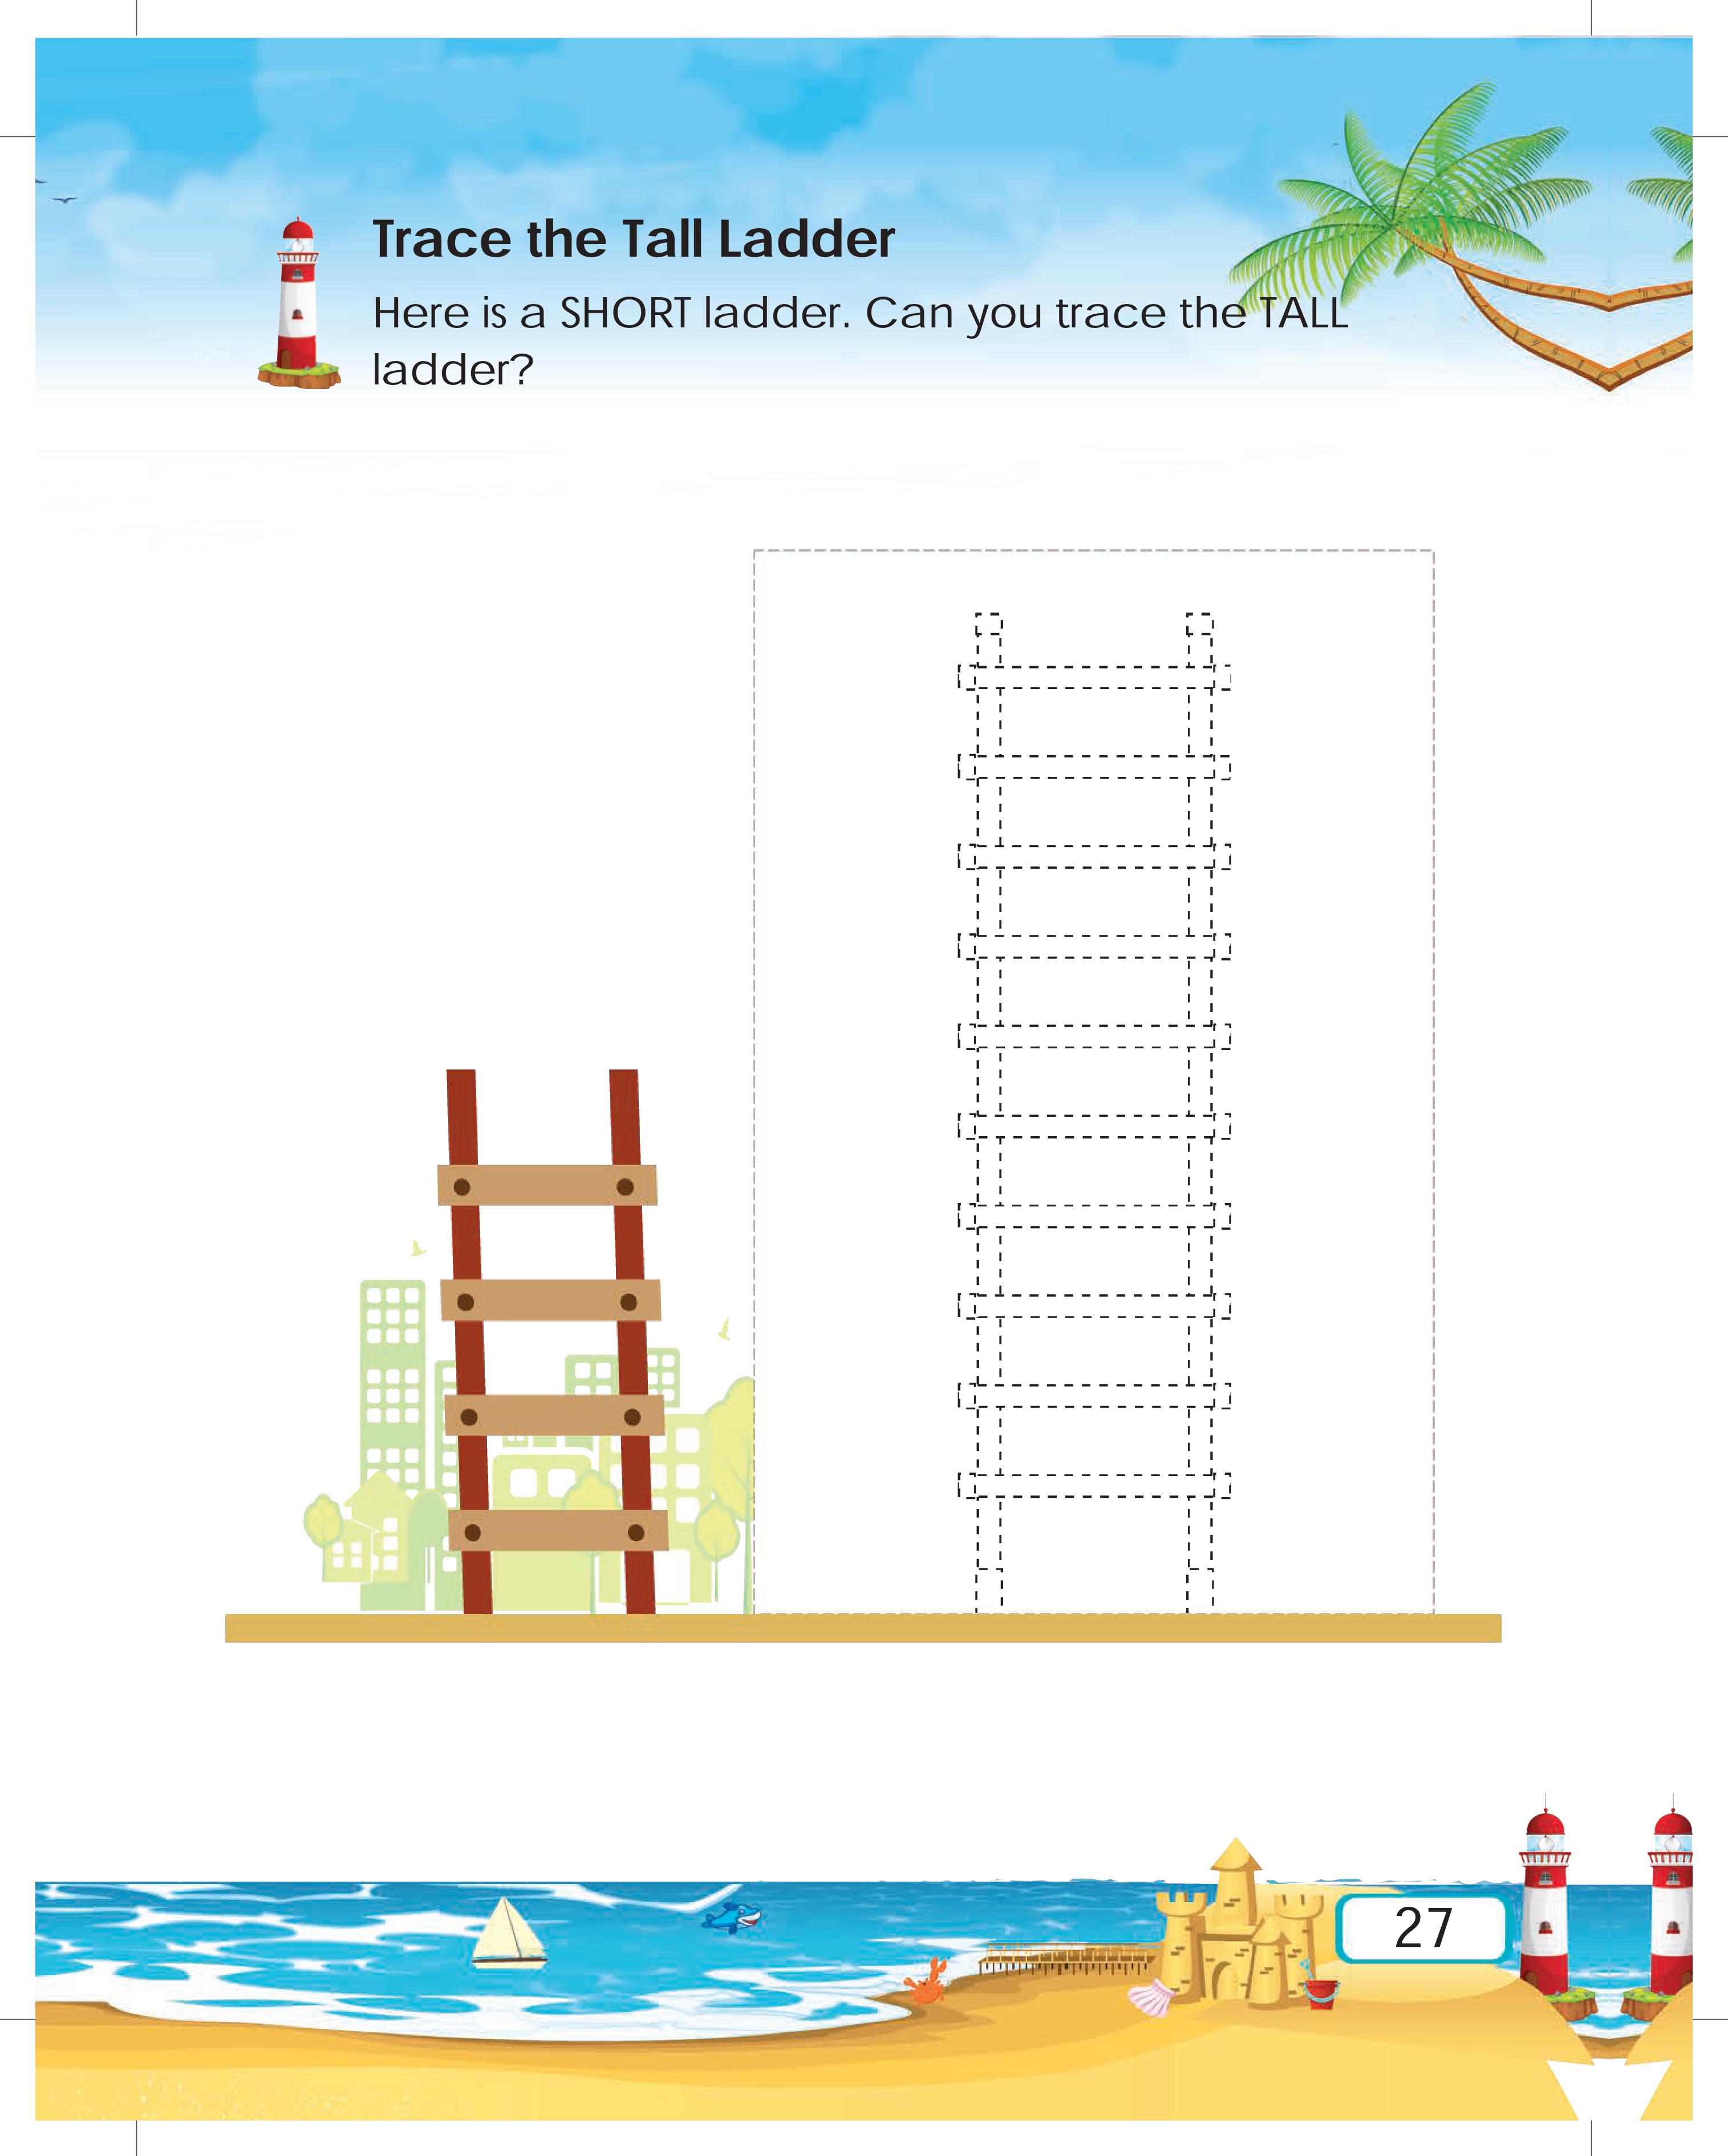 Trace the Tall Ladder
Here is a SHORT ladder. Can you trace the TALL
ladder?
27